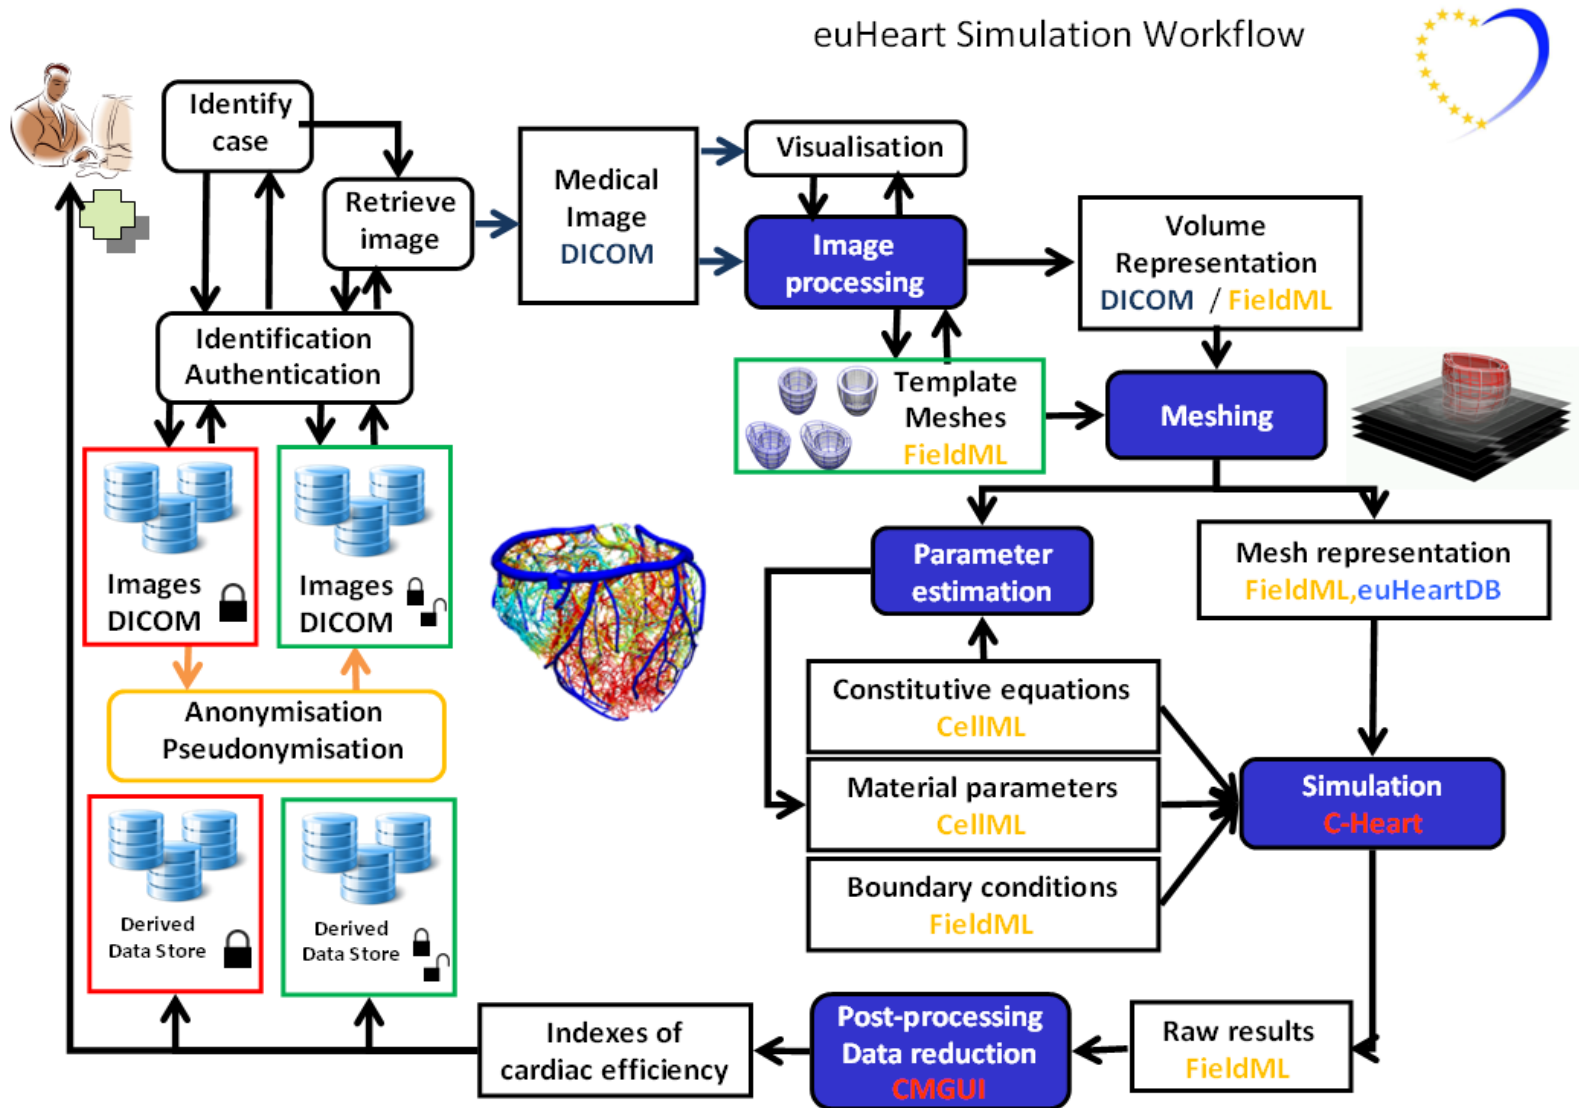 euHeart Simulation Workflow
Identify
case
Retrieve
image
Medical
Image
DICOM
Visualisation
Image
processing
Volume
Representation
DICOM / FieldML
Identification
Authentication
Template
Meshes
FieldML
Meshing
Images
DICOM
Images
DICOM
Parameter
estimation
Mesh representation
FieldML,euHeartDB
Anonymisation
Pseudonymisation
Constitutive equations
CellML
Material parameters
CellML
Boundary conditions
FieldML
Simulation
C-Heart
Derived
Data Store
Derived
Data Store
Indexes of
cardiac efficiency
Post-processing
Data reduction
CMGUI
Raw results
FieldML